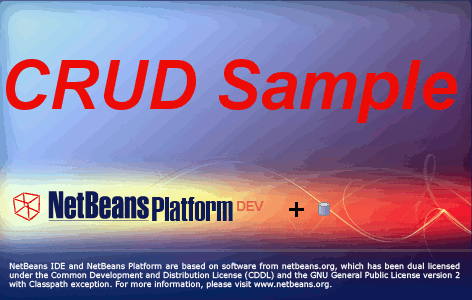 CRUD Sample
NetBeans Platform DEV +
NetBeans IDE and NetBeans Platform are based on software from netbeans.org, which has been dual licensed
under the Common Development and Distribution License (CDDL) and the GNU General Public License version 2
with Classpath exception. For more information, please visit www.netbeans.org.